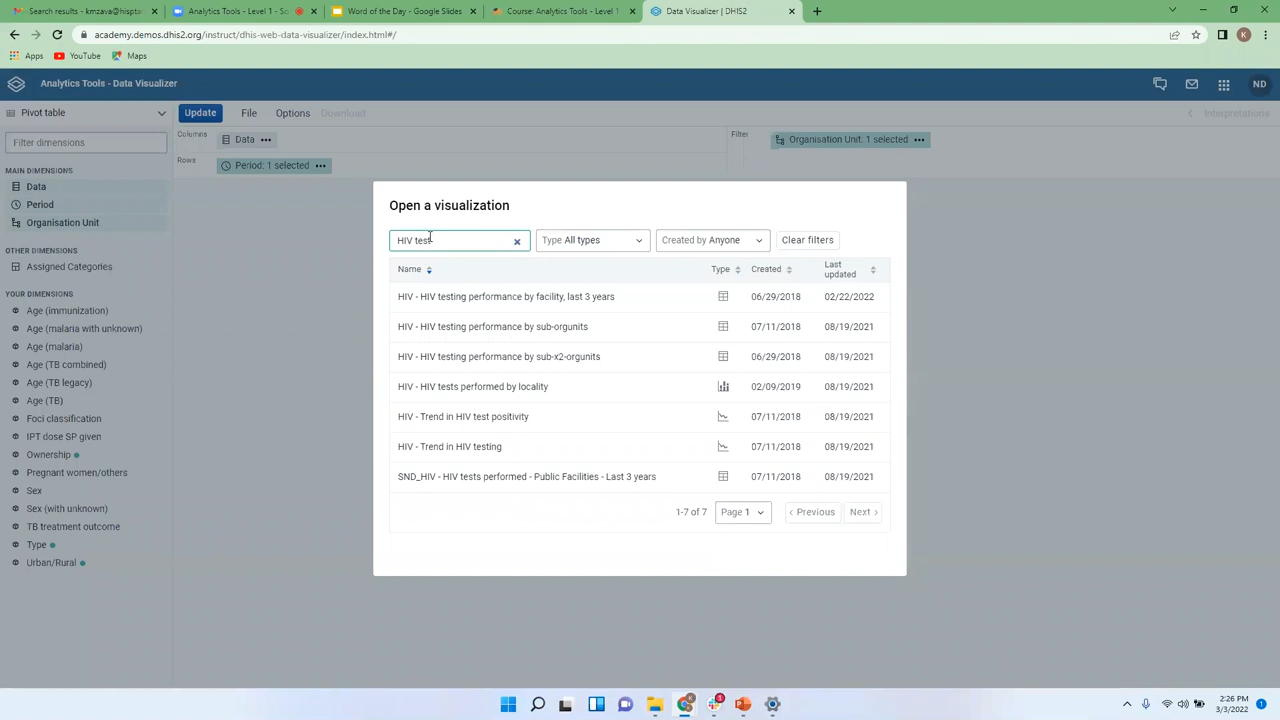 Search results - kmzava@hispta
Analytics Tools - Day 1
Word of the Day - Google Slides
Course: Analytics Tools - Level 1
Data Visualizer | DHIS2
academy.demos.dhis2.org/instruct/dhis-web-data-visualizer/index.html#/
K
Apps
YouTube
Maps
Analytics Tools - Data Visualizer
ND
Pivot table
Update
File
Options
Download
Interpretations
Filter dimensions
Columns
Data
Filter
Organisation Unit: 1 selected
Rows
Period: 1 selected
MAIN DIMENSIONS
Data
Period
Organisation Unit
OTHER DIMENSIONS
Assigned Categories
YOUR DIMENSIONS
Age (immunization)
Age (malaria with unknown)
Age (malaria)
Age (TB combined)
Age (TB legacy)
Age (TB)
Foci classification
IPT dose SP given
Ownership
Pregnant women/others
Sex
Sex (with unknown)
TB treatment outcome
Type
Urban/Rural
Open a visualization
HIV test
Type All types
Created by Anyone
Clear filters
Name
Type
Created
Last
updated
HIV - HIV testing performance by facility, last 3 years
06/29/2018
02/22/2022
HIV - HIV testing performance by sub-orgunits
07/11/2018
08/19/2021
HIV - HIV testing performance by sub-x2-orgunits
06/29/2018
08/19/2021
HIV - HIV tests performed by locality
02/09/2019
08/19/2021
HIV - Trend in HIV test positivity
07/11/2018
08/19/2021
HIV - Trend in HIV testing
07/11/2018
08/19/2021
SND_HIV - HIV tests performed - Public Facilities - Last 3 years
07/11/2018
08/19/2021
1-7 of 7
Page 1
Previous
Next
2:26 PM
3/3/2022
1